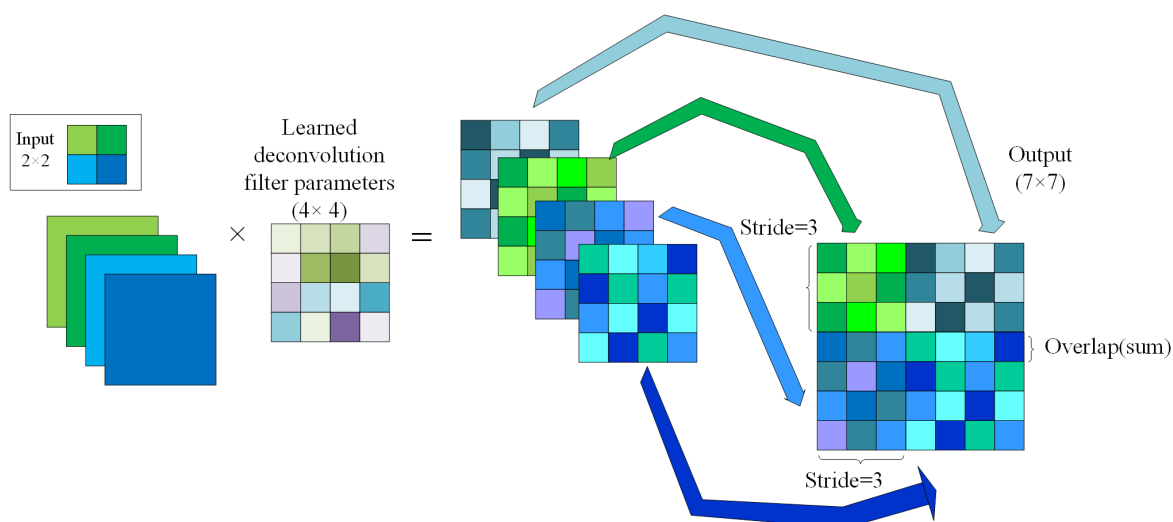 Input
2×2
Learned
deconvolution
filter parameters
(4× 4)
×
=
Stride=3
Output
(7×7)
Overlap(sum)
Stride=3